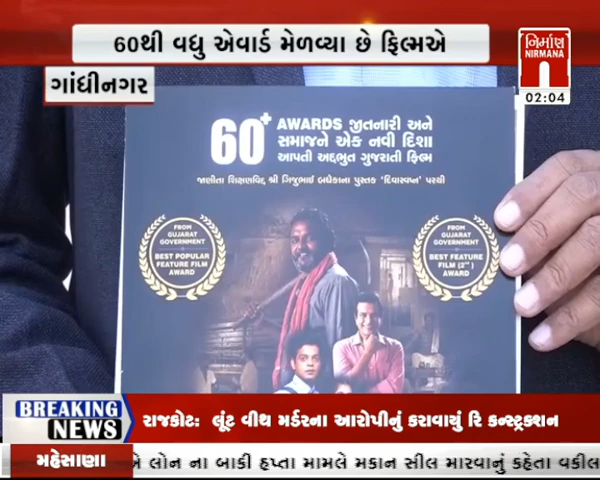 60થી વધુ એવાર્ડ મેળવ્યા છે ફિલ્મએ
નિર્માણ
NIRMANA
02:04
ગાંધીનગર
60+ AWARDS જીતનારી અને
સમાજને એક નવી દિશા
આપતી અદ્ભુત ગુજરાતી ફિલ્મ
જાણીતા શિક્ષણવિદ્ શ્રી ગિજુભાઈ બધેકાના પુસ્તક 'દિવાસ્વપ્ન' પરથી
FROM
GUJARAT
GOVERNMENT
BEST POPULAR
FEATURE FILM
AWARD
FROM
GUJARAT
GOVERNMENT
BEST FEATURE
FILM (2nd)
AWARD
BREAKING
NEWS
રાજકોટ: લૂંટ વીથ મર્ડરના આરોપીનું કરાવાયું રિ કન્સ્ટ્રક્શન
મહેસાણા
એ લોન ના બાકી હપ્તા મામલે મકાન સીલ મારવાનું કહેતા વકીલ